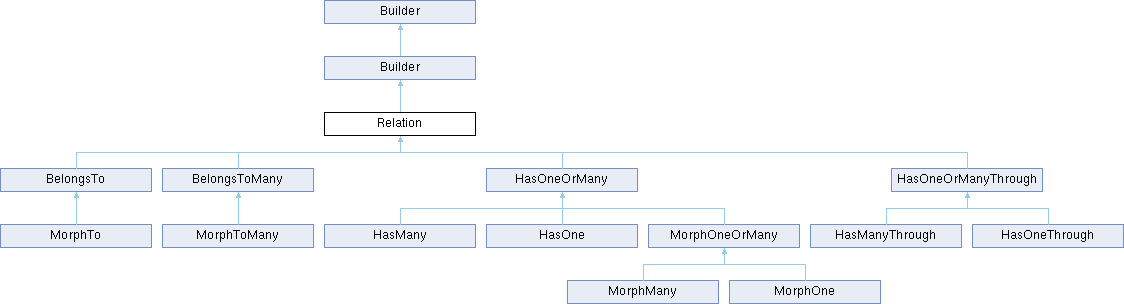 Builder
Builder
Relation
BelongsTo
BelongsToMany
HasOneOrMany
HasOneOrManyThrough
MorphTo
MorphToMany
HasMany
HasOne
MorphOneOrMany
HasManyThrough
HasOneThrough
MorphMany
MorphOne